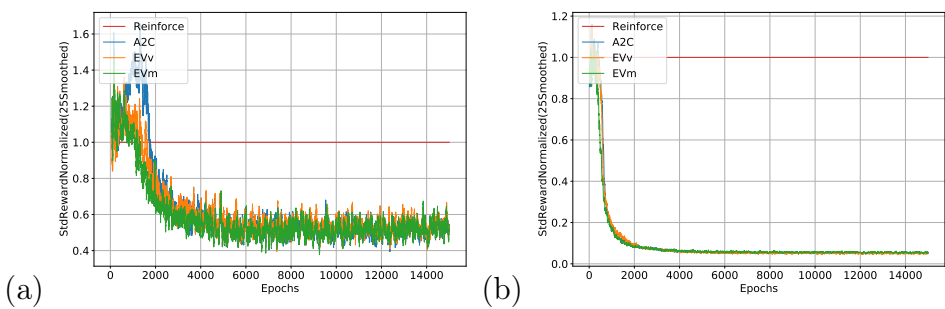 (a)
StdRewardNormalized(25Smoothed)
1.6
1.4
1.2
1.0
0.8
0.6
0.4
Reinforce
A2C
EVv
EVm
0 2000 4000 6000 8000 10000 12000 14000
Epochs
(b)
StdRewardNormalized(25Smoothed)
1.2
1.0
0.8
0.6
0.4
0.2
0.0
Reinforce
A2C
EVv
EVm
0 2000 4000 6000 8000 10000 12000 14000
Epochs